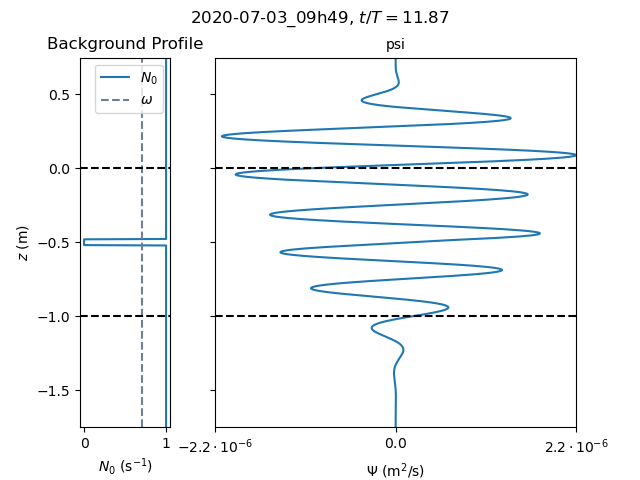 2020-07-03_09h49, t/T = 11.87
Background Profile
psi
N₀
ω
0.5
0.0
−0.5
−1.0
−1.5
z (m)
0 1
−2.2 · 10⁻⁶ 0.0 2.2 · 10⁻⁶
N₀ (s⁻¹)
Ψ (m²/s)